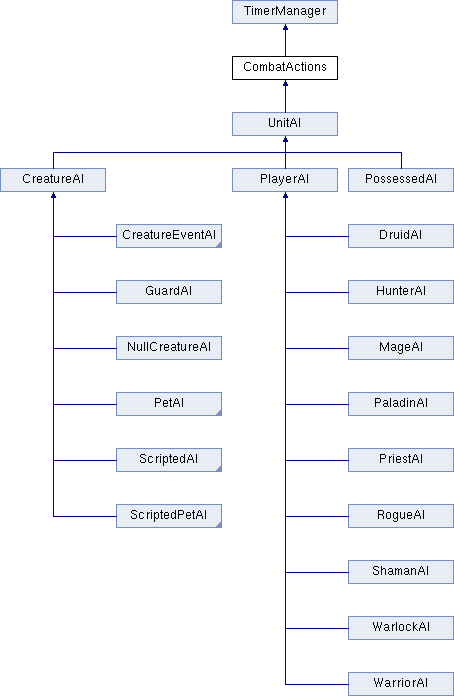 TimerManager
CombatActions
UnitAI
CreatureAI
PlayerAI
PossessedAI
CreatureEventAI
DruidAI
GuardAI
HunterAI
NullCreatureAI
MageAI
PetAI
PaladinAI
ScriptedAI
PriestAI
ScriptedPetAI
RogueAI
ShamanAI
WarlockAI
WarriorAI